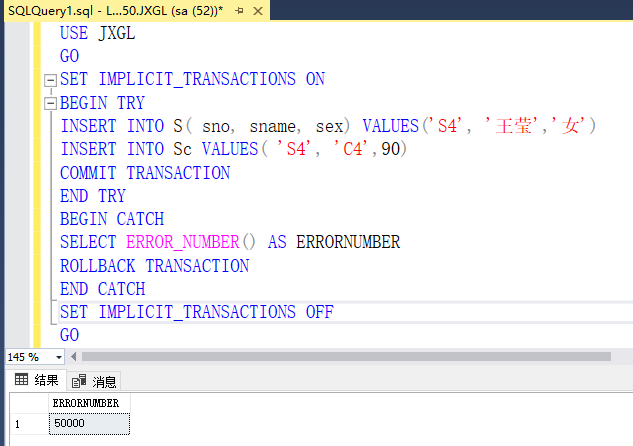 SQLQuery1.sql - L...50.JXGL (sa (52))*
USE JXGL
GO
SET IMPLICIT_TRANSACTIONS ON
BEGIN TRY
INSERT INTO S( sno, sname, sex) VALUES('S4', '王莹','女')
INSERT INTO Sc VALUES( 'S4', 'C4',90)
COMMIT TRANSACTION
END TRY
BEGIN CATCH
SELECT ERROR_NUMBER() AS ERRORNUMBER
ROLLBACK TRANSACTION
END CATCH
SET IMPLICIT_TRANSACTIONS OFF
GO
145 %
结果 消息
ERRORNUMBER
1 50000